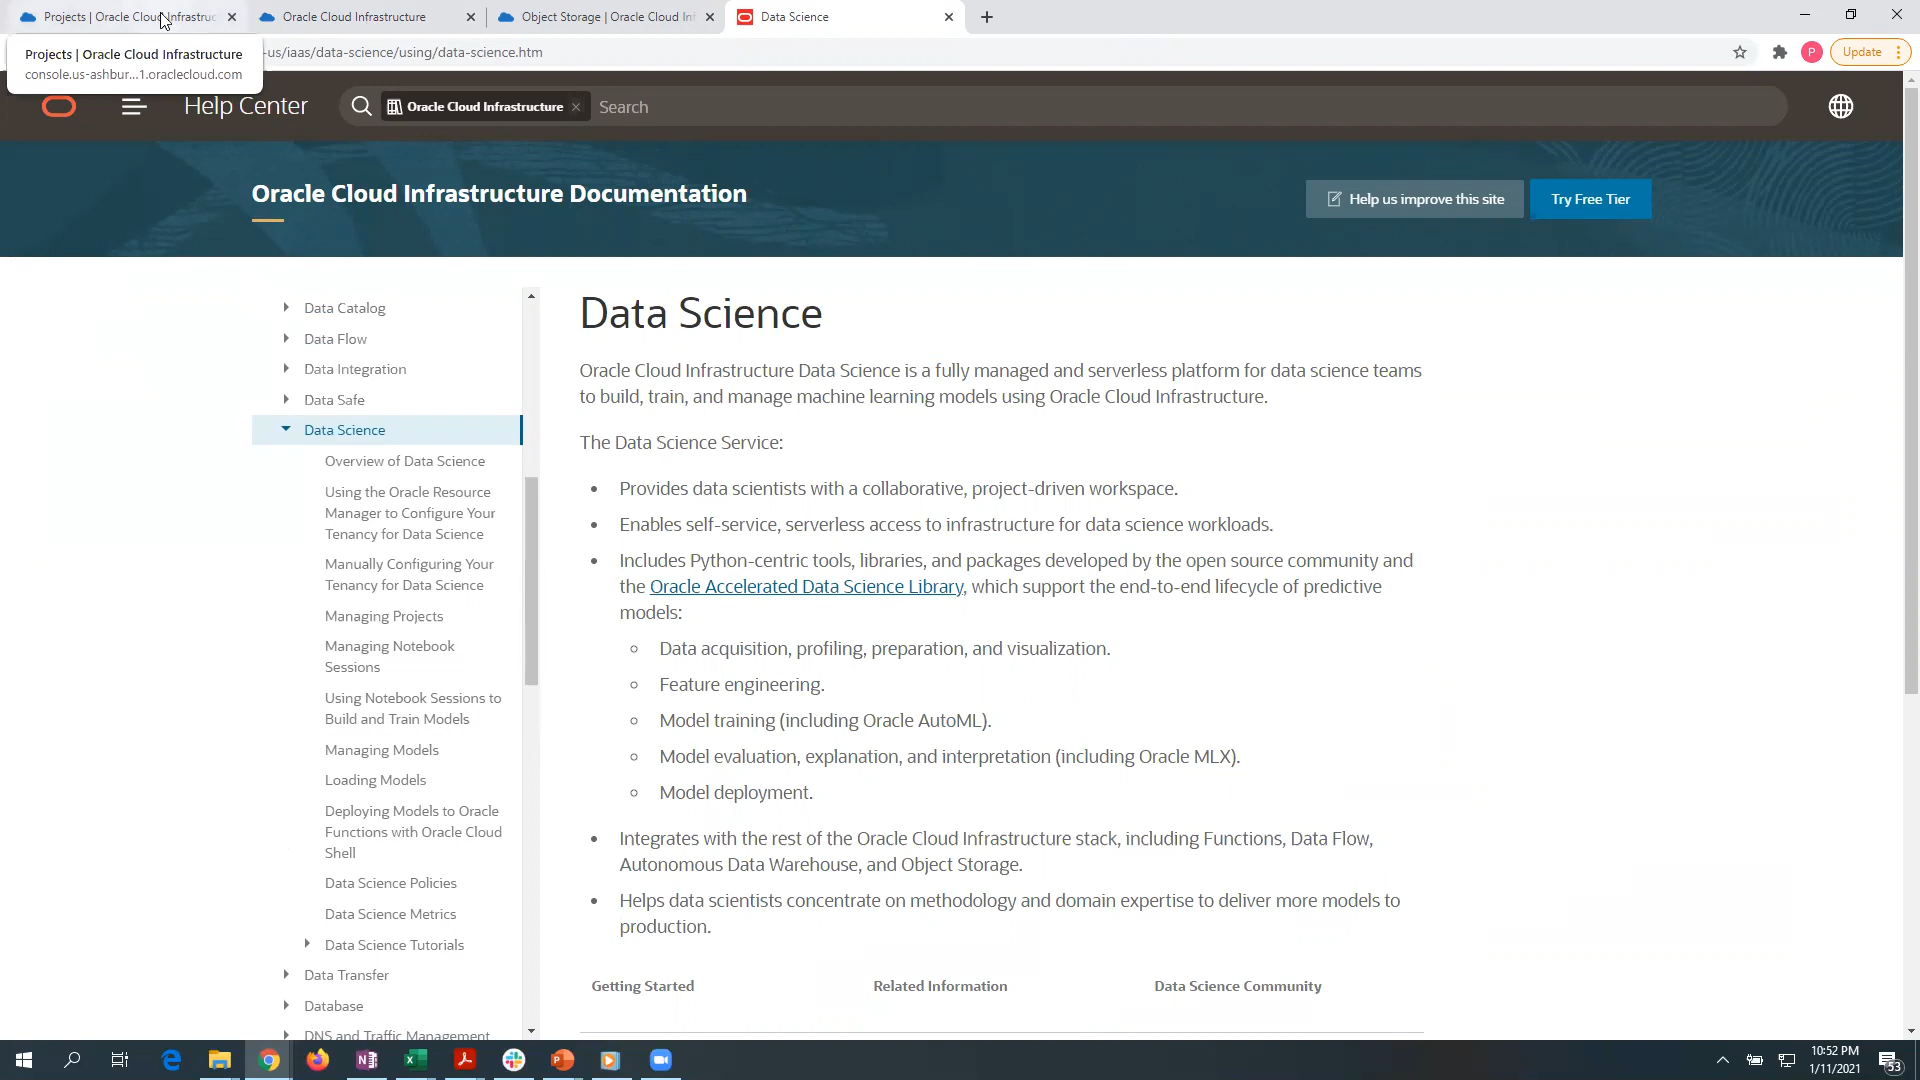 Projects | Oracle Cloud Infrastruc
Oracle Cloud Infrastructure
Object Storage | Oracle Cloud Inf
Data Science
Projects | Oracle Cloud Infrastructure
console.us-ashbur...1.oraclecloud.com
-us/iaas/data-science/using/data-science.htm
P
Update
Help Center
Oracle Cloud Infrastructure
Search
Oracle Cloud Infrastructure Documentation
Help us improve this site
Try Free Tier
Data Catalog
Data Flow
Data Integration
Data Safe
Data Science
Overview of Data Science
Using the Oracle Resource
Manager to Configure Your
Tenancy for Data Science
Manually Configuring Your
Tenancy for Data Science
Managing Projects
Managing Notebook
Sessions
Using Notebook Sessions to
Build and Train Models
Managing Models
Loading Models
Deploying Models to Oracle
Functions with Oracle Cloud
Shell
Data Science Policies
Data Science Metrics
Data Science Tutorials
Data Transfer
Database
DNS and Traffic Management
Data Science
Oracle Cloud Infrastructure Data Science is a fully managed and serverless platform for data science teams
to build, train, and manage machine learning models using Oracle Cloud Infrastructure.
The Data Science Service:
Provides data scientists with a collaborative, project-driven workspace.
Enables self-service, serverless access to infrastructure for data science workloads.
Includes Python-centric tools, libraries, and packages developed by the open source community and
the Oracle Accelerated Data Science Library, which support the end-to-end lifecycle of predictive
models:
Data acquisition, profiling, preparation, and visualization.
Feature engineering.
Model training (including Oracle AutoML).
Model evaluation, explanation, and interpretation (including Oracle MLX).
Model deployment.
Integrates with the rest of the Oracle Cloud Infrastructure stack, including Functions, Data Flow,
Autonomous Data Warehouse, and Object Storage.
Helps data scientists concentrate on methodology and domain expertise to deliver more models to
production.
Getting Started
Related Information
Data Science Community
10:52 PM
1/11/2021
53